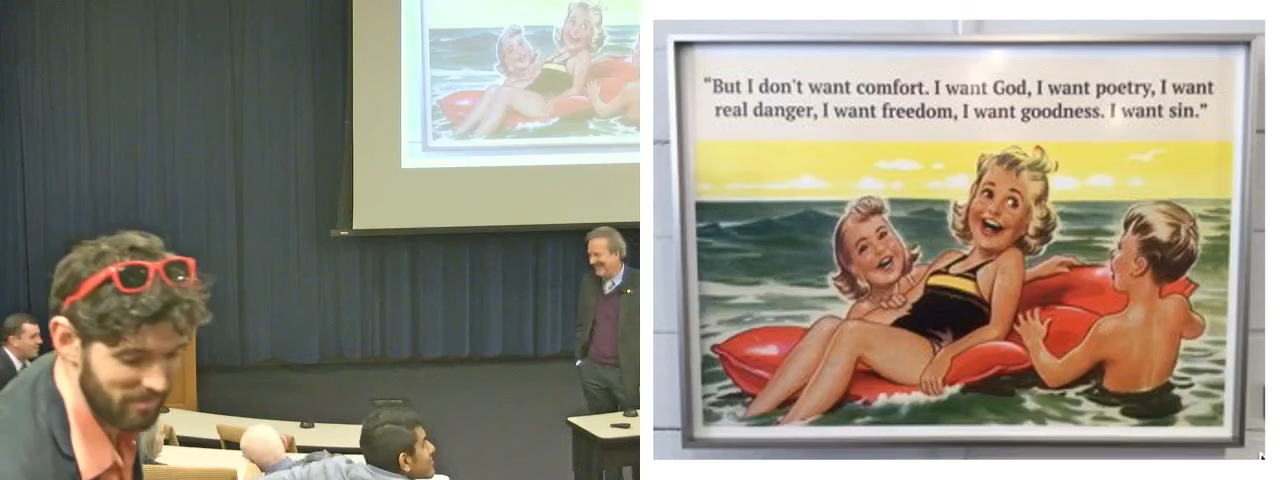 “But I don't want comfort. I want God, I want poetry, I want
real danger, I want freedom, I want goodness. I want sin.”